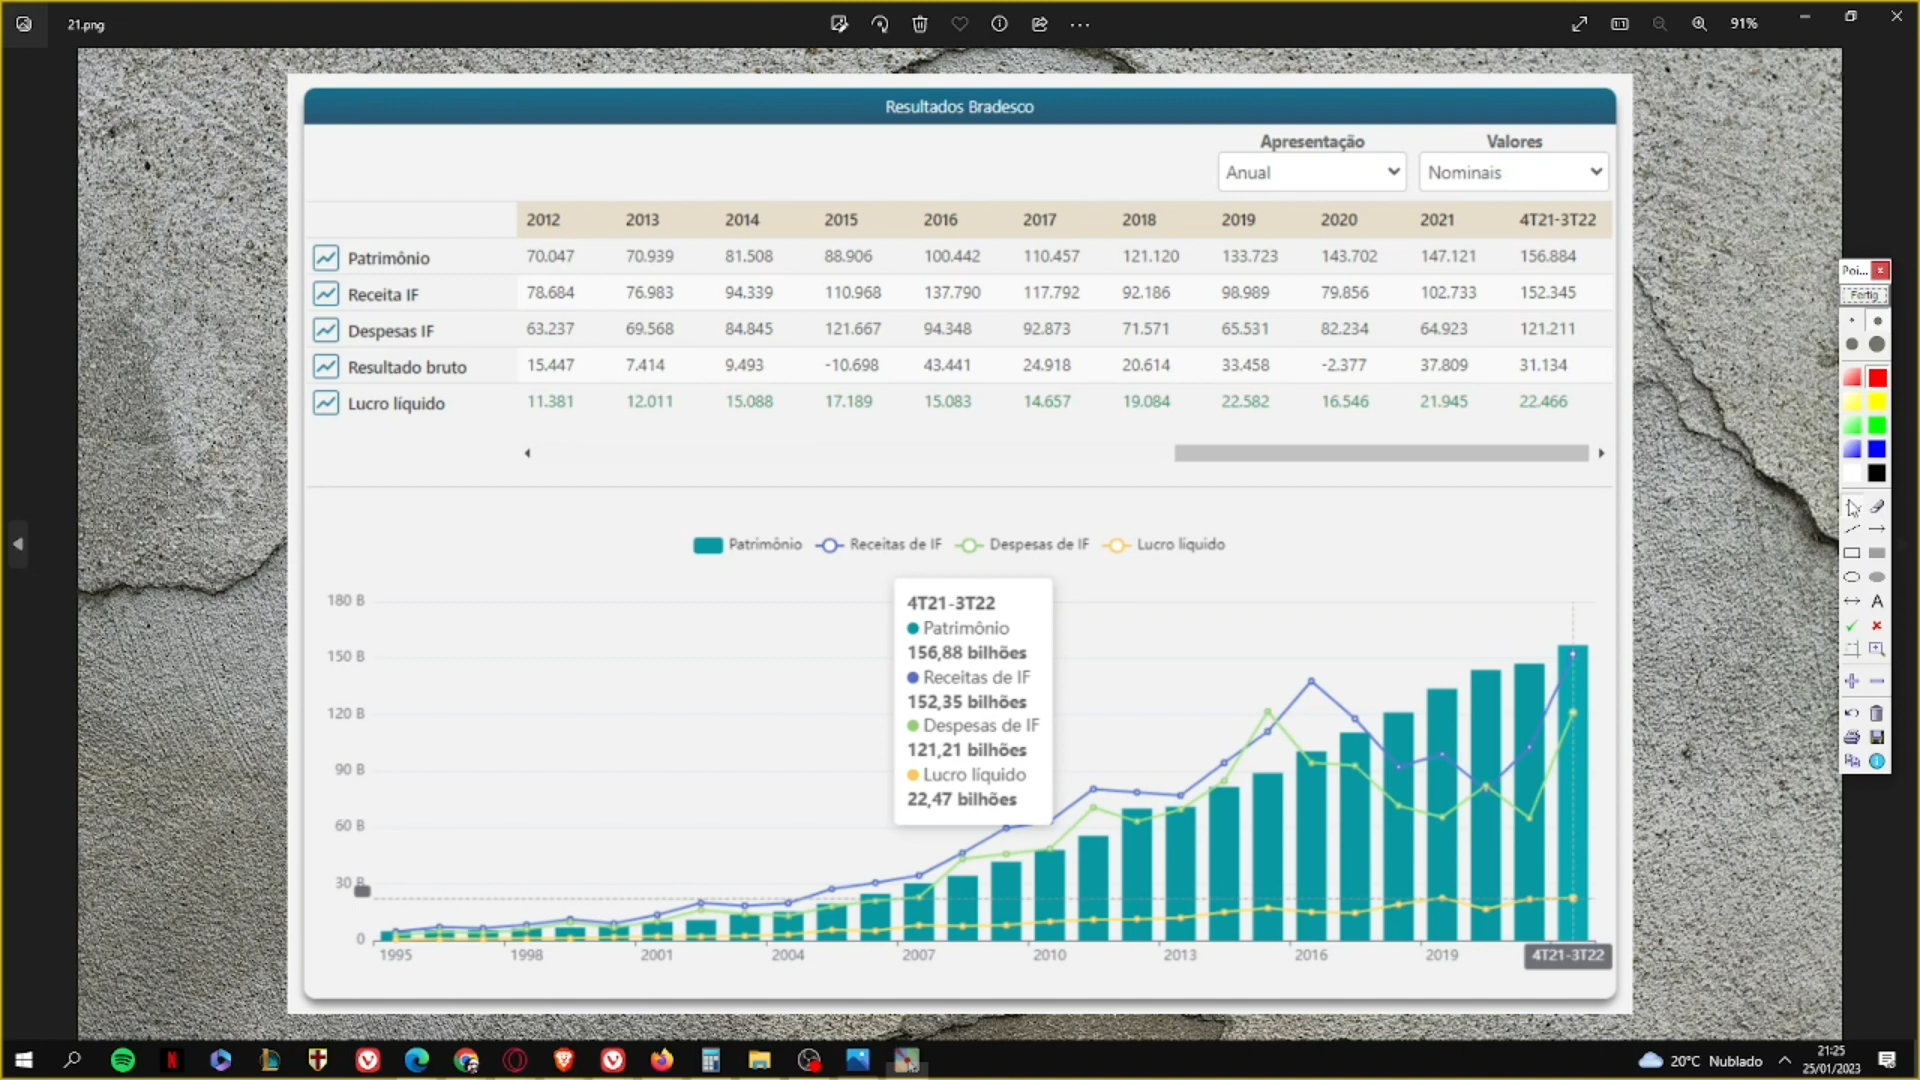 21.png
91%
Resultados Bradesco
Apresentação Valores
Anual Nominais
2012 2013 2014 2015 2016 2017 2018 2019 2020 2021 4T21-3T22
Patrimônio 70.047 70.939 81.508 88.906 100.442 110.457 121.120 133.723 143.702 147.121 156.884
Receita IF 78.684 76.983 94.339 110.968 137.790 117.792 92.186 98.989 79.856 102.733 152.345
Despesas IF 63.237 69.568 84.845 121.667 94.348 92.873 71.571 65.531 82.234 64.923 121.211
Resultado bruto 15.447 7.414 9.493 -10.698 43.441 24.918 20.614 33.458 -2.377 37.809 31.134
Lucro líquido 11.381 12.011 15.088 17.189 15.083 14.657 19.084 22.582 16.546 21.945 22.466
Patrimônio Receitas de IF Despesas de IF Lucro líquido
180 B
150 B
120 B
90 B
60 B
30 B
0
4T21-3T22
Patrimônio
156,88 bilhões
Receitas de IF
152,35 bilhões
Despesas de IF
121,21 bilhões
Lucro líquido
22,47 bilhões
1995 1998 2001 2004 2007 2010 2013 2016 2019 4T21-3T22
Poi...
Fertig
A
20°C Nublado
21:25
25/01/2023